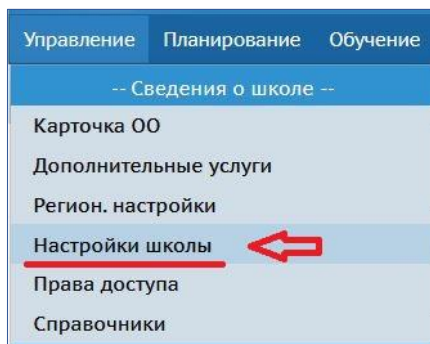 Управление Планирование Обучение
-- Сведения о школе --
Карточка ОО
Дополнительные услуги
Регион. настройки
Настройки школы
Права доступа
Справочники